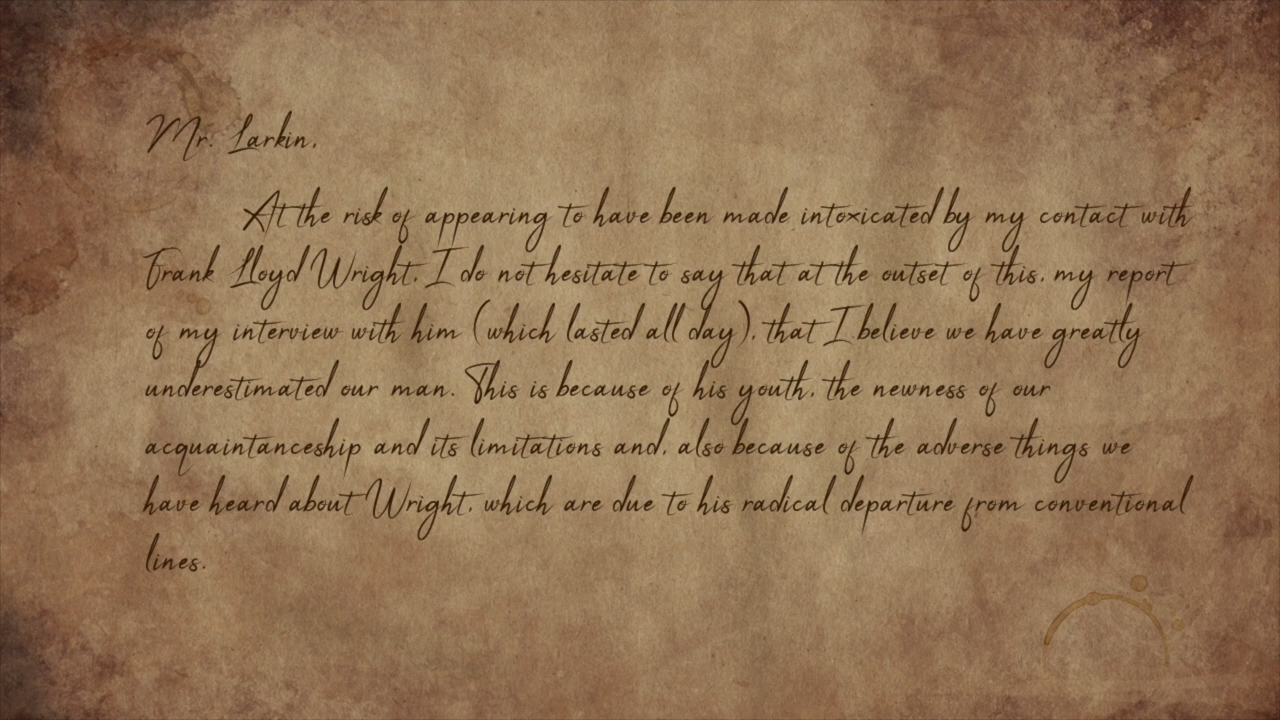 Mr. Larkin,
At the risk of appearing to have been made intoxicated by my contact with
Frank Lloyd Wright, I do not hesitate to say that at the outset of this, my report
of my interview with him (which lasted all day), that I believe we have greatly
underestimated our man. This is because of his youth, the newness of our
acquaintanceship and its limitations and, also because of the adverse things we
have heard about Wright, which are due to his radical departure from conventional
lines.